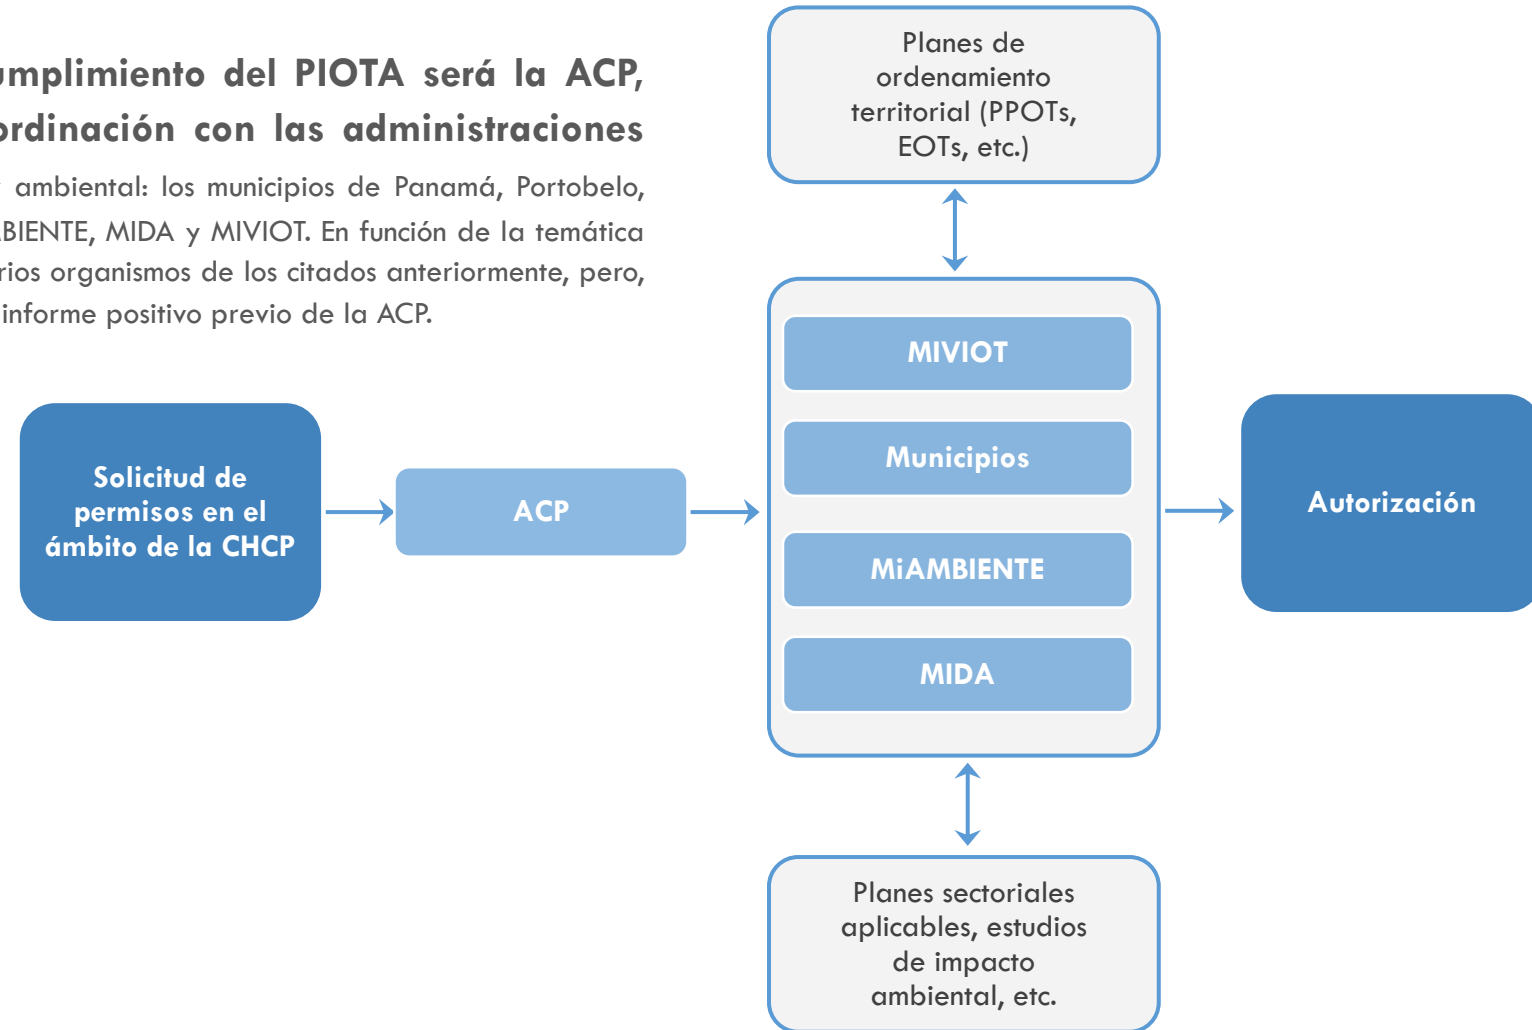 umplimiento del PIOTA será la ACP,
ordinación con las administraciones
ambiental: los municipios de Panamá, Portobelo,
MBIENTE, MIDA y MIVIOT. En función de la temática
rios organismos de los citados anteriormente, pero,
informe positivo previo de la ACP.
Planes de
ordenamiento
territorial (PPOTs,
EOTs, etc.)
Solicitud de
permisos en el
ámbito de la CHCP
ACP
MIVIOT
Municipios
MiAMBIENTE
MIDA
Autorización
Planes sectoriales
aplicables, estudios
de impacto
ambiental, etc.